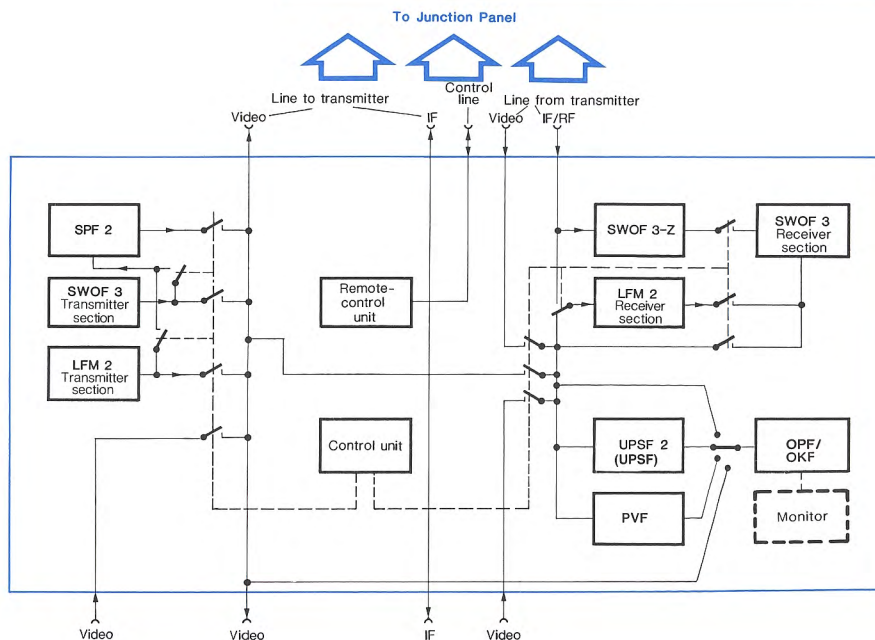 To Junction Panel
Control
line
Line to transmitter
Line from transmitter
Video
IF
Video
IF/RF
SPF 2
SWOF 3-Z
SWOF 3
Receiver
section
SWOF 3
Transmitter
section
Remote-
control
unit
LFM 2
Receiver
section
LFM 2
Transmitter
section
Control unit
UPSF 2
(UPSF)
OPF/
OKF
PVF
Monitor
Video
Video
IF
Video